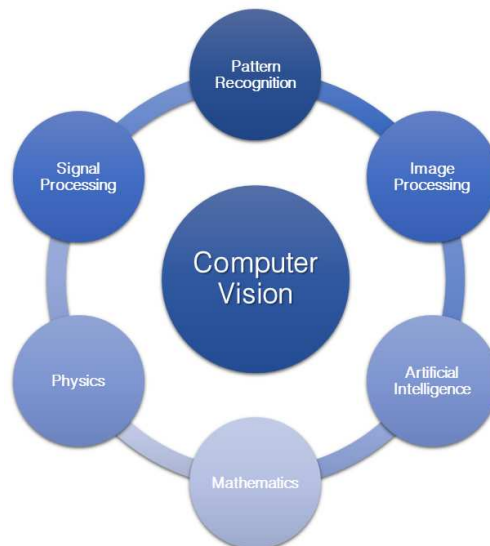 Pattern
Recognition
Signal
Processing
Image
Processing
Computer
Vision
Physics
Artificial
Intelligence
Mathematics